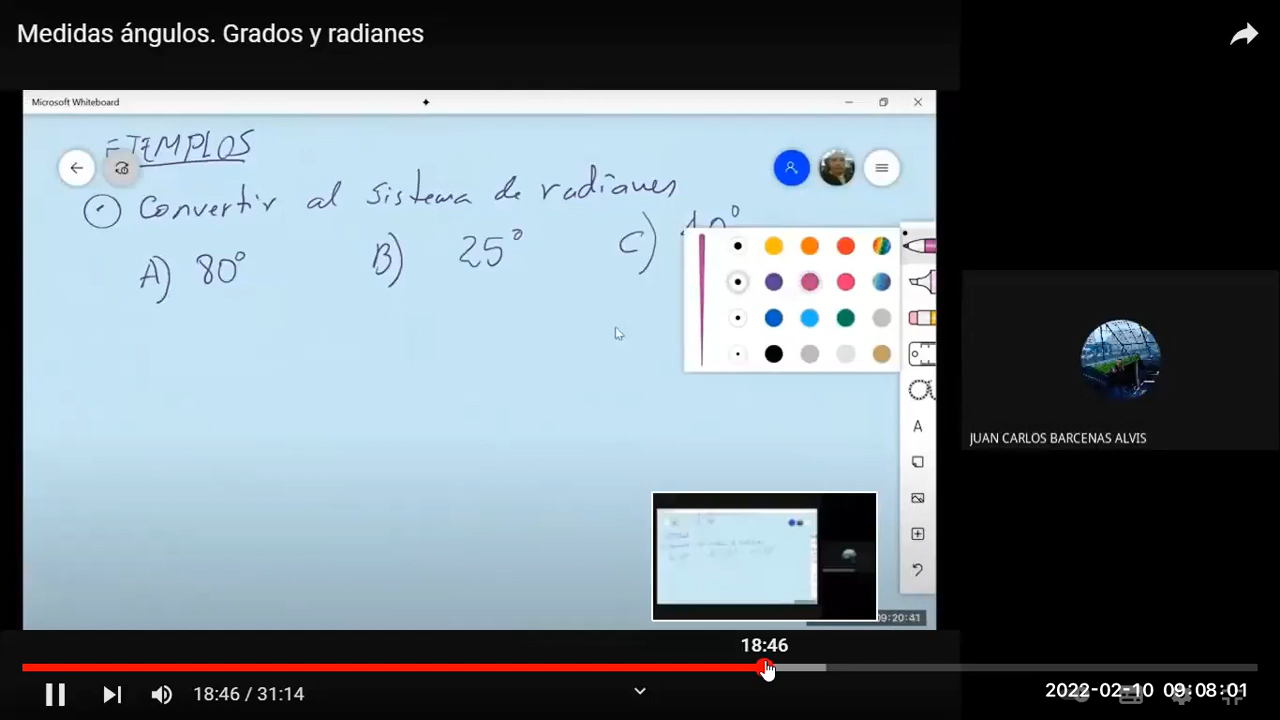 Medidas ángulos. Grados y radianes
Microsoft Whiteboard
EJEMPLOS
Convertir al sistema de radianes
A) 80° B) 25° C)
A
JUAN CARLOS BARCENAS ALVIS
09:20:41
18:46
18:46 / 31:14
2022-02-10 09:08:01